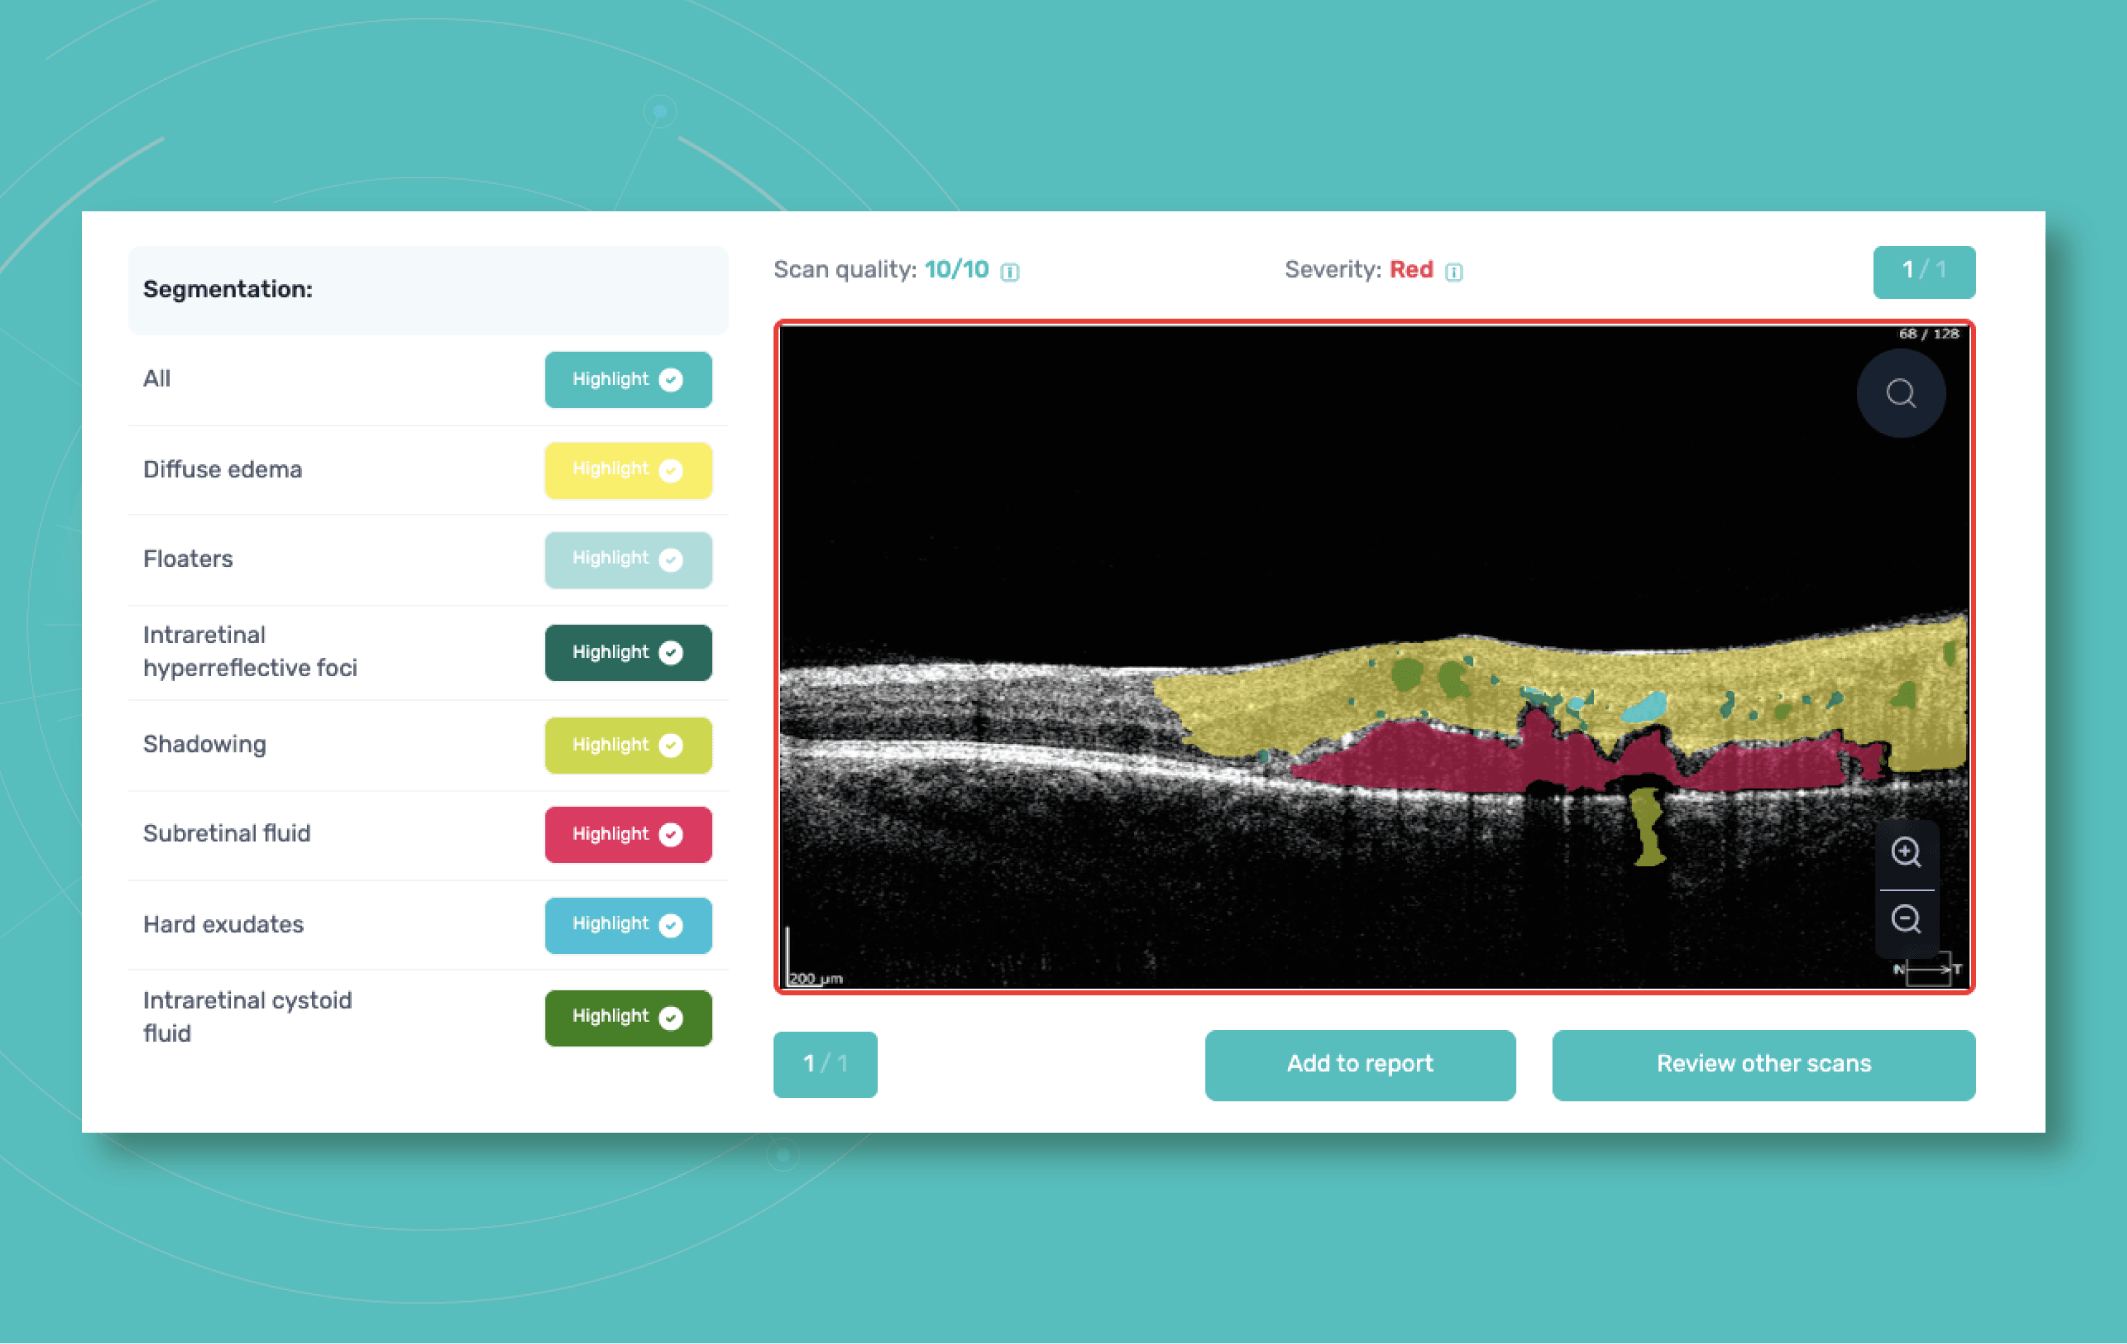 Segmentation:
All
Highlight
Diffuse edema
Highlight
Floaters
Highlight
Intraretinal
hyperreflective foci
Highlight
Shadowing
Highlight
Subretinal fluid
Highlight
Hard exudates
Highlight
Intraretinal cystoid
fluid
Highlight
Scan quality: 10/10
Severity: Red
1 / 1
68 / 128
200 µm
N T
1 / 1
Add to report
Review other scans